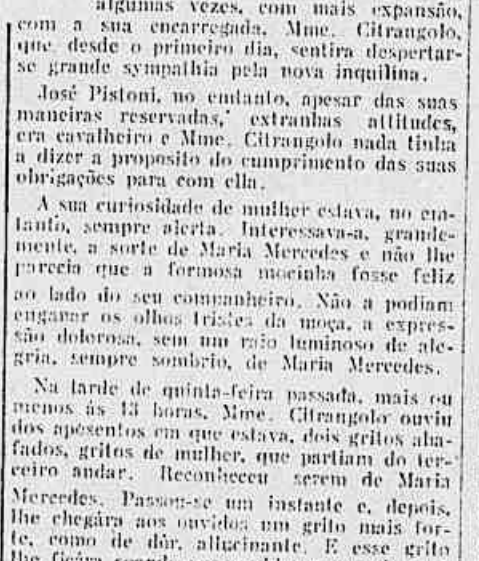 algumas vezes, com mais expansão,
com a sua encarregada, Mme. Citrangolo,
que desde o primeiro dia, sentira despertar-
se grande sympathia pela nova inquilina.
José Pistoni, no emtanto, apesar das suas
maneiras reservadas, extranhas attitudes,
era cavalheiro e Mme. Citrangolo nada tinha
a dizer a proposito do cumprimento das suas
obrigações para com ella.
A sua curiosidade de mulher estava, no em-
tanto, sempre alerta. Interessava-a, grande-
mente, a sorte de Maria Mercedes e não lhe
parecia que a formosa mocinha fosse feliz
ao lado do seu companheiro. Não a podiam
enganar os olhos tristes da moça, a expres-
são dolorosa, sem um raio luminoso de ale-
gria, sempre sombrio, de Maria Mercedes.
Na tarde de quinta-feira passada, mais ou
menos ás 13 horas, Mme. Citrangolo ouviu
dos aposentos em que estava, dois gritos aba-
fados, gritos de mulher, que partiam do ter-
ceiro andar. Reconheceu serem de Maria
Mercedes. Passou-se um instante e, depois,
lhe chegára aos ouvidos um grito mais for-
te, como de dôr, allucinante. E esse grito
lhe ficára